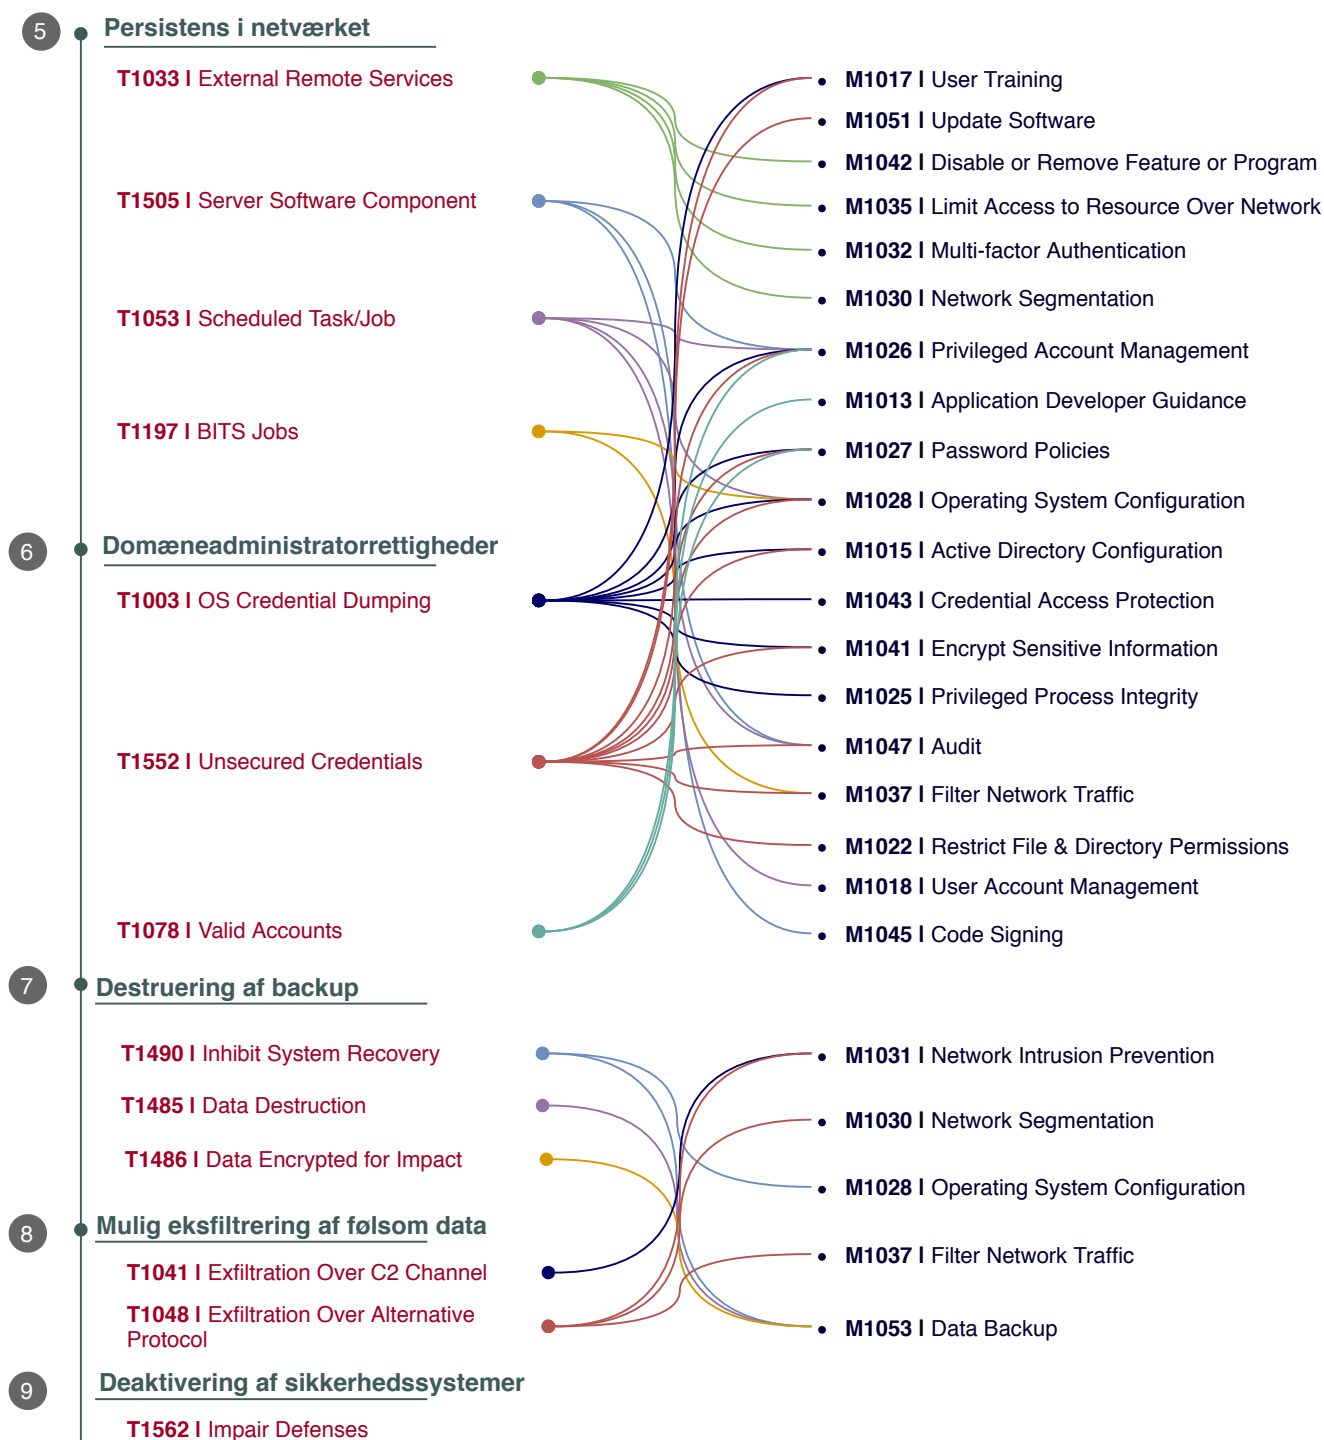 5
Persistens i netværket
T1033 | External Remote Services
T1505 | Server Software Component
T1053 | Scheduled Task/Job
T1197 | BITS Jobs
6
Domæneadministratorrettigheder
T1003 | OS Credential Dumping
T1552 | Unsecured Credentials
T1078 | Valid Accounts
M1017 | User Training
M1051 | Update Software
M1042 | Disable or Remove Feature or Program
M1035 | Limit Access to Resource Over Network
M1032 | Multi-factor Authentication
M1030 | Network Segmentation
M1026 | Privileged Account Management
M1013 | Application Developer Guidance
M1027 | Password Policies
M1028 | Operating System Configuration
M1015 | Active Directory Configuration
M1043 | Credential Access Protection
M1041 | Encrypt Sensitive Information
M1025 | Privileged Process Integrity
M1047 | Audit
M1037 | Filter Network Traffic
M1022 | Restrict File & Directory Permissions
M1018 | User Account Management
M1045 | Code Signing
7
Destruering af backup
T1490 | Inhibit System Recovery
T1485 | Data Destruction
T1486 | Data Encrypted for Impact
8
Mulig eksfiltrering af følsom data
T1041 | Exfiltration Over C2 Channel
T1048 | Exfiltration Over Alternative
Protocol
M1031 | Network Intrusion Prevention
M1030 | Network Segmentation
M1028 | Operating System Configuration
M1037 | Filter Network Traffic
M1053 | Data Backup
9
Deaktivering af sikkerhedssystemer
T1562 | Impair Defenses